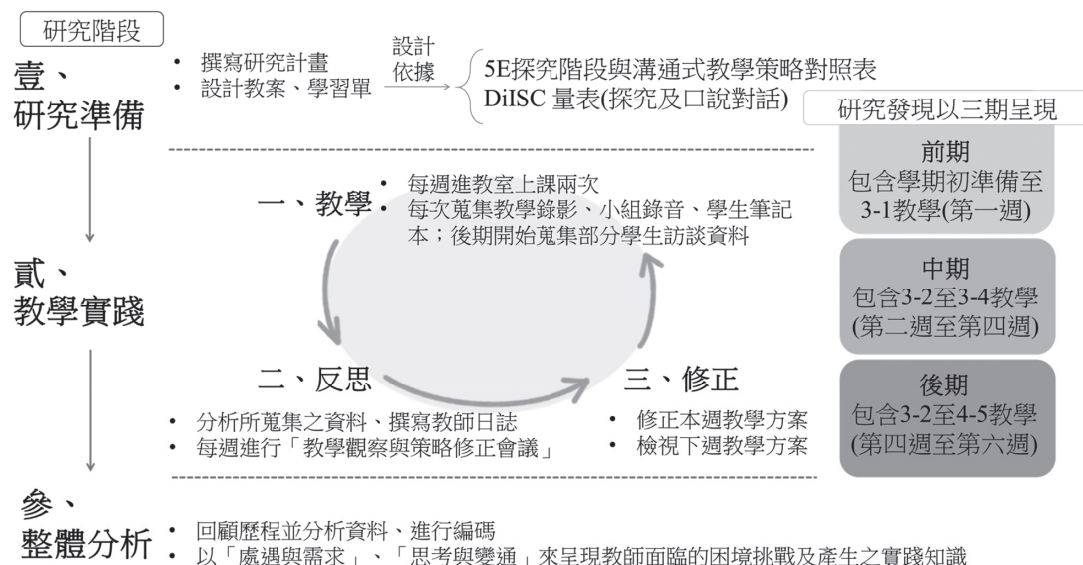 研究階段
壹、
研究準備
• 撰寫研究計畫
• 設計教案、學習單
設計
依據
5E探究階段與溝通式教學策略對照表
DiISC 量表(探究及口說對話)
研究發現以三期呈現
前期
包含學期初準備至
3-1教學(第一週)
中期
包含3-2至3-4教學
(第二週至第四週)
後期
包含3-2至4-5教學
(第四週至第六週)
貳、
教學實踐
一、教學
• 每週進教室上課兩次
• 每次蒐集教學錄影、小組錄音、學生筆記
本；後期開始蒐集部分學生訪談資料
二、反思
• 分析所蒐集之資料、撰寫教師日誌
• 每週進行「教學觀察與策略修正會議」
三、修正
• 修正本週教學方案
• 檢視下週教學方案
參、
整體分析
• 回顧歷程並分析資料、進行編碼
• 以「處遇與需求」、「思考與變通」來呈現教師面臨的困境挑戰及產生之實踐知識